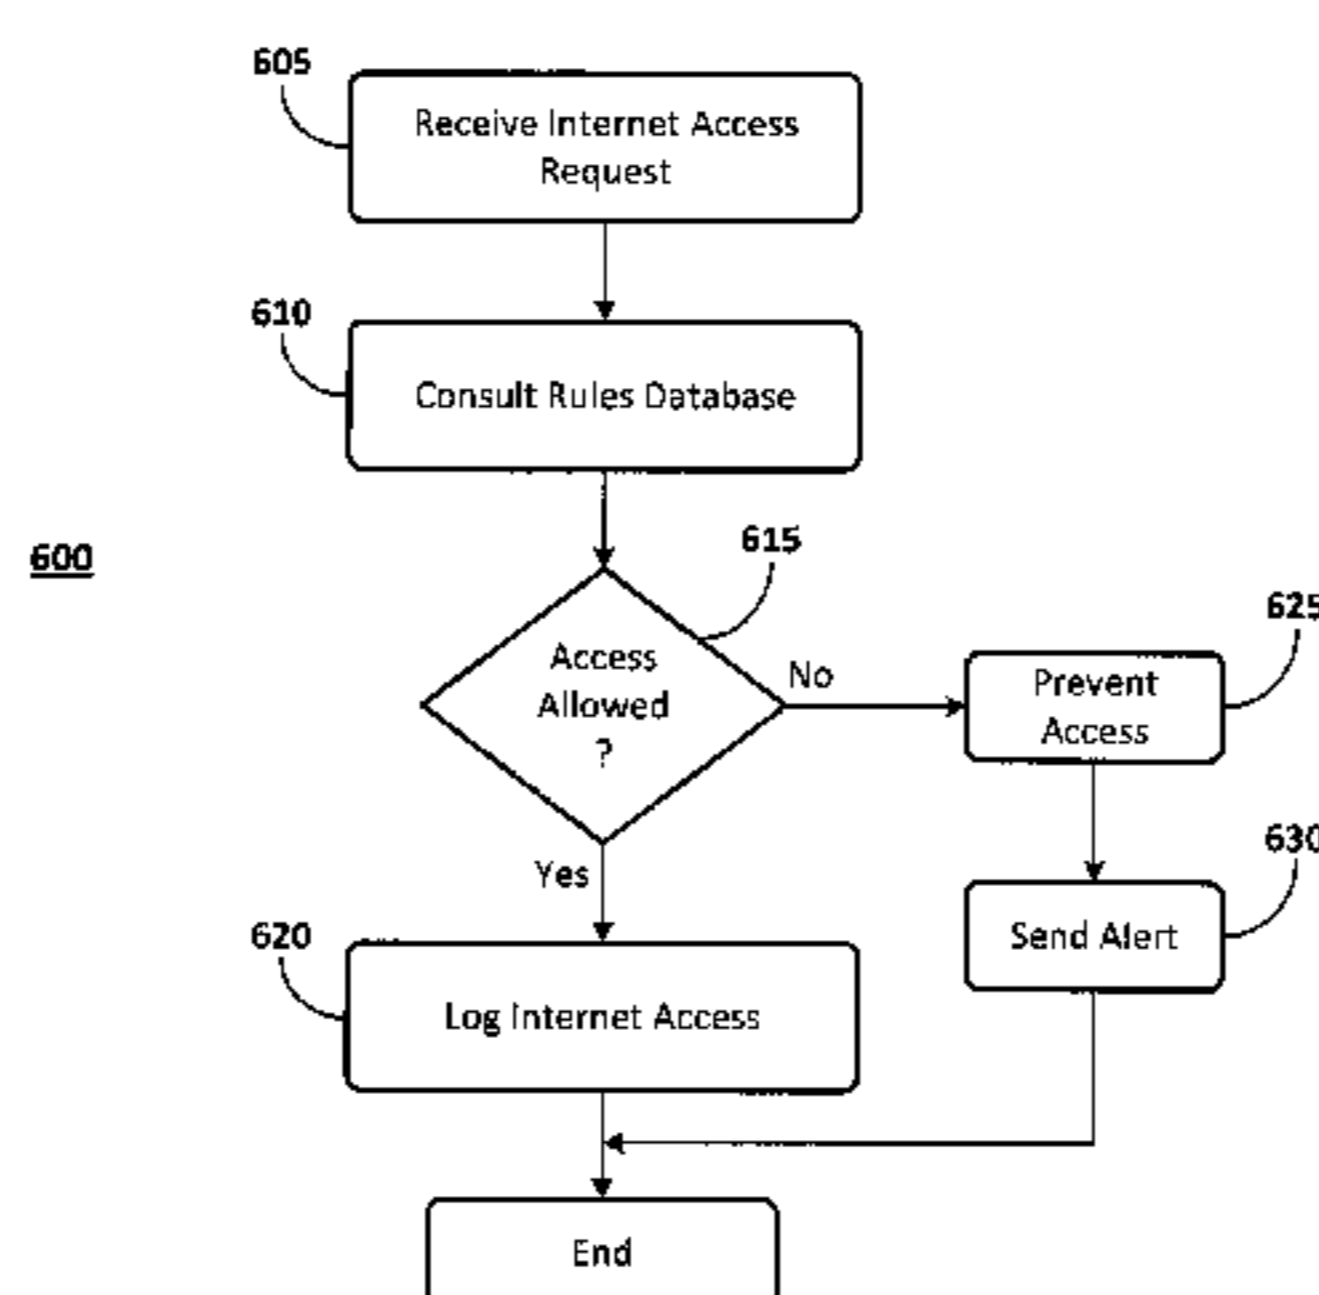 605
Receive Internet Access
Request
610
Consult Rules Database
600
615
Access
Allowed
?
No
625
Prevent
Access
Yes
630
Send Alert
620
Log Internet Access
End